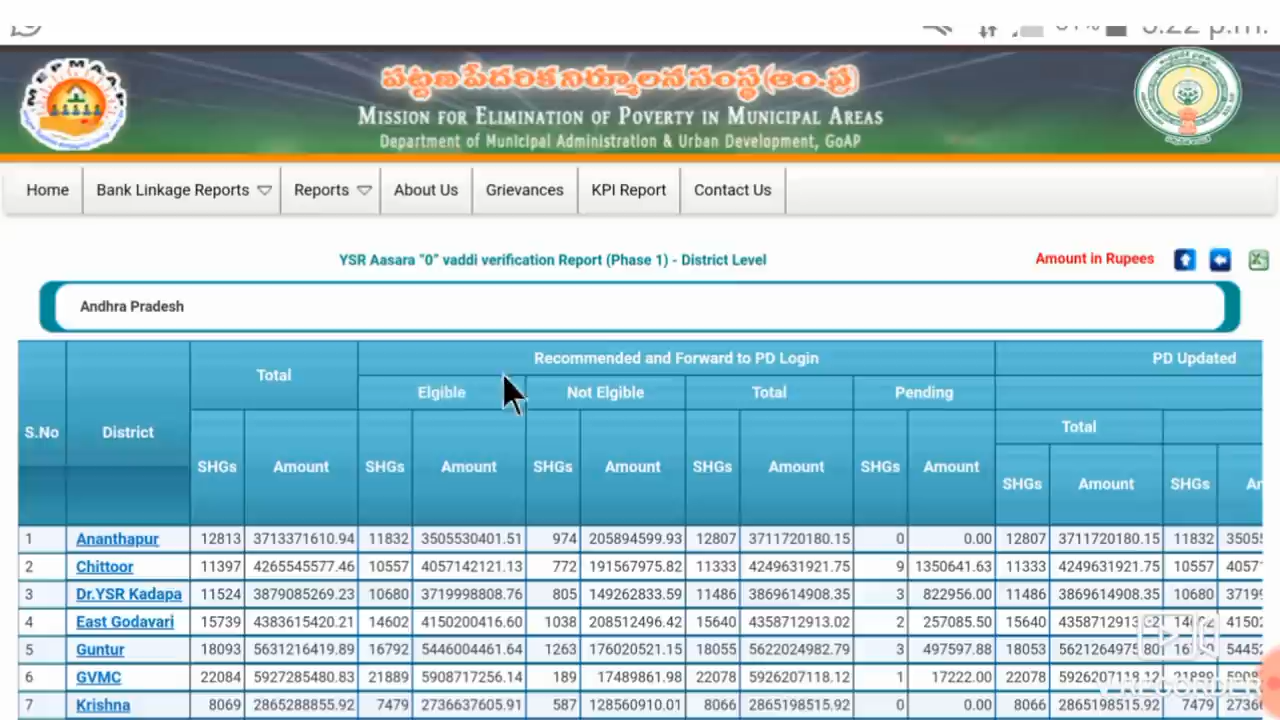 పట్టణ పేదరిక నిర్మూలన సంస్థ(ఆం.ప్ర)
MISSION FOR ELIMINATION OF POVERTY IN MUNICIPAL AREAS
Department of Municipal Administration & Urban Development, GoAP
Home Bank Linkage Reports Reports About Us Grievances KPI Report Contact Us
YSR Aasara "0" vaddi verification Report (Phase 1) - District Level Amount in Rupees
Andhra Pradesh
S.No District Total Recommended and Forward to PD Login PD Updated
Elgible Not Elgible Total Pending
Total
SHGs Amount SHGs Amount SHGs Amount SHGs Amount SHGs Amount SHGs Amount SHGs
1 Ananthapur 12813 3713371610.94 11832 3505530401.51 974 205894599.93 12807 3711720180.15 0 0.00 12807 3711720180.15 11832
2 Chittoor 11397 4265545577.46 10557 4057142121.13 772 191567975.82 11333 4249631921.75 9 1350641.63 11333 4249631921.75 10557
3 Dr.YSR Kadapa 11524 3879085269.23 10680 3719998808.76 805 149262833.59 11486 3869614908.35 3 822956.00 11486 3869614908.35 10680
4 East Godavari 15739 4383615420.21 14602 4150200416.60 1038 208512496.42 15640 4358712913.02 2 257085.50 15640
5 Guntur 18093 5631216419.89 16792 5446004461.64 1263 176020521.15 18055 5622024982.79 3 497597.88 18053
6 GVMC 22084 5927285480.83 21889 5908717256.14 189 17489861.98 22078 5926207118.12 1 17222.00 22078
7 Krishna 8069 2865288855.92 7479 2736637605.91 587 128560910.01 8066 2865198515.92 0 0.00 8066 2865198515.92 7479